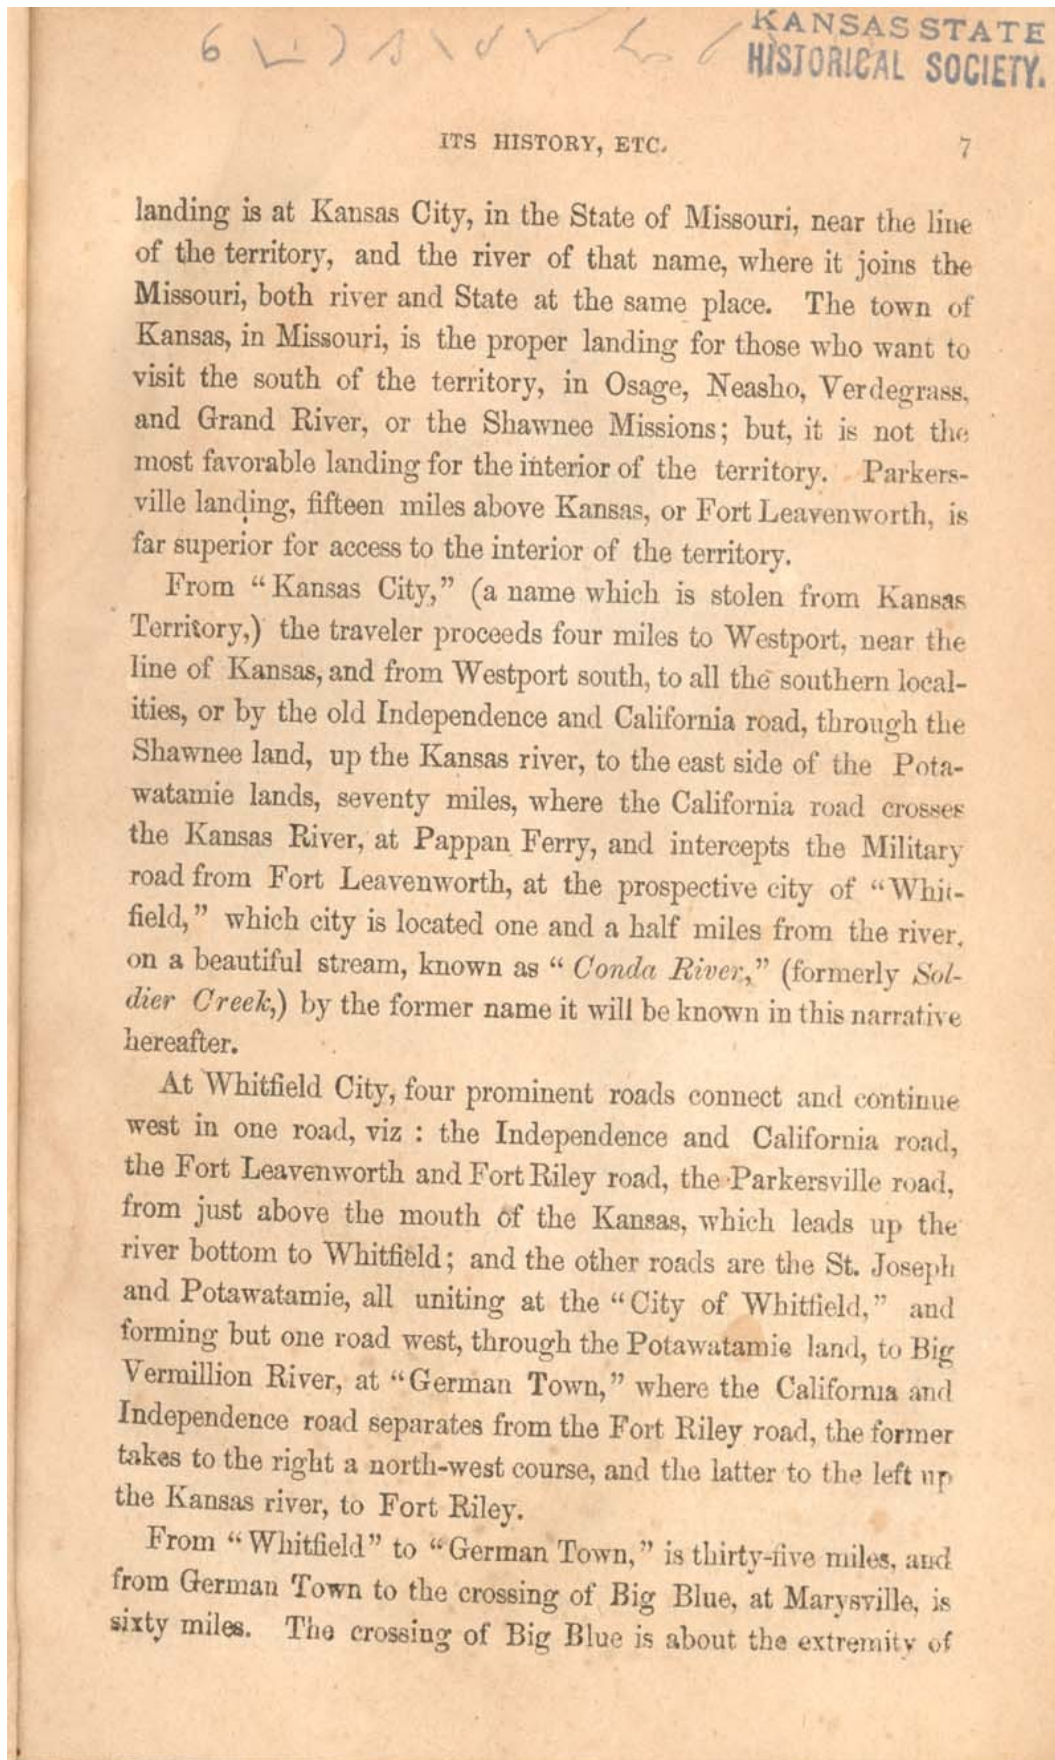 KANSAS STATE
HISTORICAL SOCIETY.
ITS HISTORY, ETC. 7
landing is at Kansas City, in the State of Missouri, near the line
of the territory, and the river of that name, where it joins the
Missouri, both river and State at the same place. The town of
Kansas, in Missouri, is the proper landing for those who want to
visit the south of the territory, in Osage, Neasho, Verdegrass,
and Grand River, or the Shawnee Missions; but, it is not the
most favorable landing for the interior of the territory. Parkers-
ville landing, fifteen miles above Kansas, or Fort Leavenworth, is
far superior for access to the interior of the territory.
From "Kansas City," (a name which is stolen from Kansas
Territory,) the traveler proceeds four miles to Westport, near the
line of Kansas, and from Westport south, to all the southern local-
ities, or by the old Independence and California road, through the
Shawnee land, up the Kansas river, to the east side of the Pota-
watamie lands, seventy miles, where the California road crosses
the Kansas River, at Pappan Ferry, and intercepts the Military
road from Fort Leavenworth, at the prospective city of "Whit-
field," which city is located one and a half miles from the river,
on a beautiful stream, known as "Conda River," (formerly Sol-
dier Creek,) by the former name it will be known in this narrative
hereafter.
At Whitfield City, four prominent roads connect and continue
west in one road, viz : the Independence and California road,
the Fort Leavenworth and Fort Riley road, the Parkersville road,
from just above the mouth of the Kansas, which leads up the
river bottom to Whitfield; and the other roads are the St. Joseph
and Potawatamie, all uniting at the "City of Whitfield," and
forming but one road west, through the Potawatamie land, to Big
Vermillion River, at "German Town," where the California and
Independence road separates from the Fort Riley road, the former
takes to the right a north-west course, and the latter to the left up
the Kansas river, to Fort Riley.
From "Whitfield" to "German Town," is thirty-five miles, and
from German Town to the crossing of Big Blue, at Marysville, is
sixty miles. The crossing of Big Blue is about the extremity of